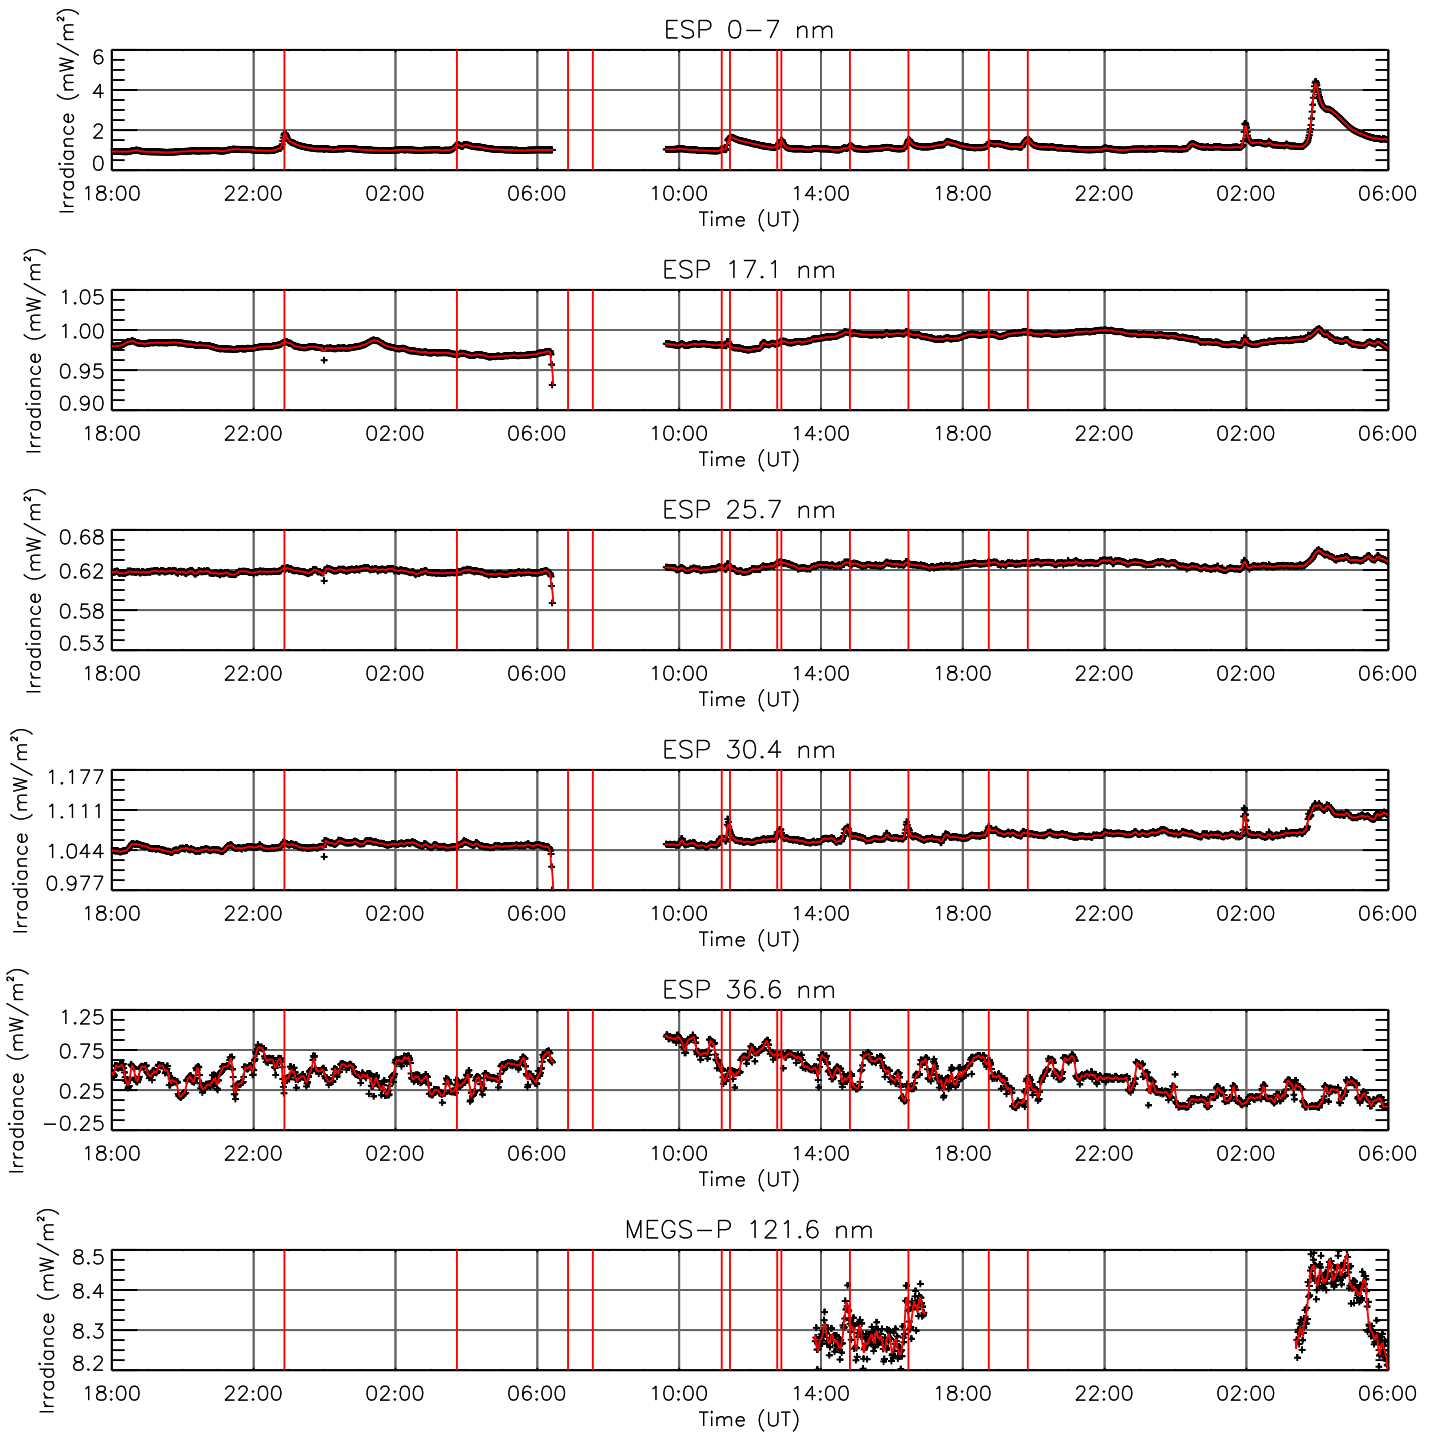 ESP 0-7 nm
Irradiance (mW/m²)
6
4
2
0
18:00 22:00 02:00 06:00 10:00 14:00 18:00 22:00 02:00 06:00
Time (UT)
ESP 17.1 nm
Irradiance (mW/m²)
1.05
1.00
0.95
0.90
18:00 22:00 02:00 06:00 10:00 14:00 18:00 22:00 02:00 06:00
Time (UT)
ESP 25.7 nm
Irradiance (mW/m²)
0.68
0.62
0.58
0.53
18:00 22:00 02:00 06:00 10:00 14:00 18:00 22:00 02:00 06:00
Time (UT)
ESP 30.4 nm
Irradiance (mW/m²)
1.177
1.111
1.044
0.977
18:00 22:00 02:00 06:00 10:00 14:00 18:00 22:00 02:00 06:00
Time (UT)
ESP 36.6 nm
Irradiance (mW/m²)
1.25
0.75
0.25
-0.25
18:00 22:00 02:00 06:00 10:00 14:00 18:00 22:00 02:00 06:00
Time (UT)
MEGS-P 121.6 nm
Irradiance (mW/m²)
8.5
8.4
8.3
8.2
18:00 22:00 02:00 06:00 10:00 14:00 18:00 22:00 02:00 06:00
Time (UT)